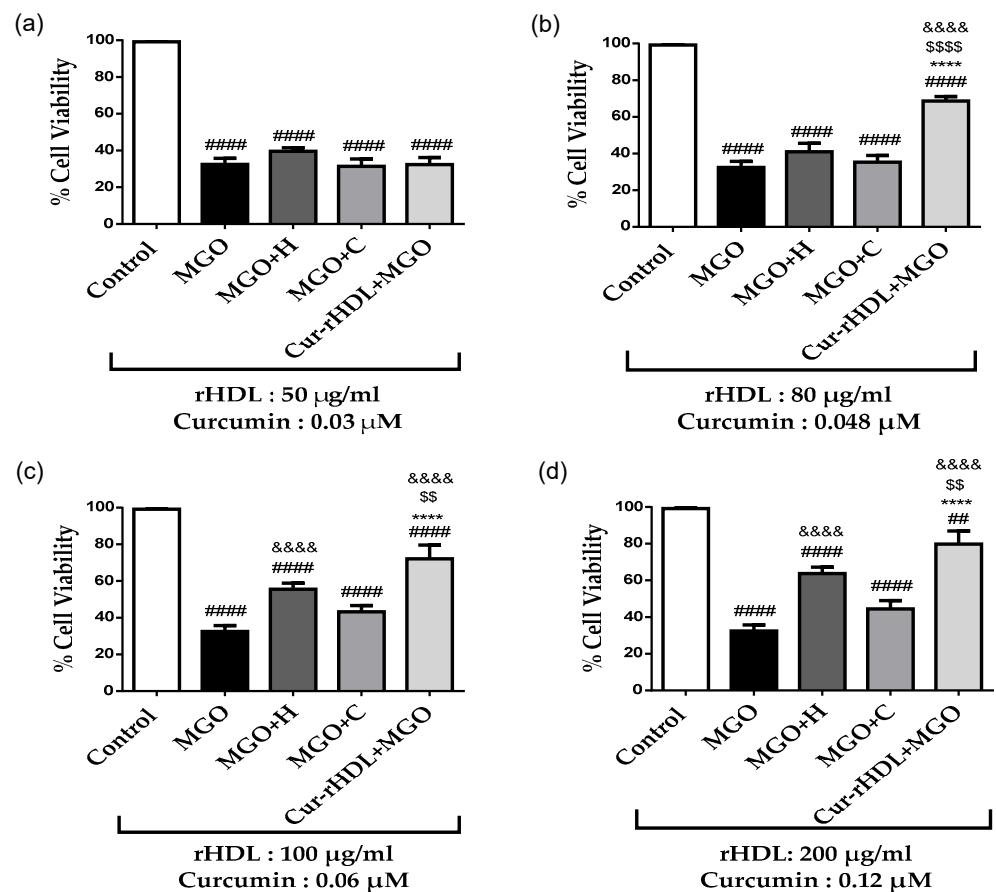 (a)
% Cell Viability
100
80
60
40
20
0
####
####
####
####
Control
MGO
MGO+H
MGO+C
Cur-rHDL+MGO
rHDL : 50 μg/ml
Curcumin : 0.03 μM
(b)
% Cell Viability
100
80
60
40
20
0
####
####
####
&&&&
$$$$
****
####
Control
MGO
MGO+H
MGO+C
Cur-rHDL+MGO
rHDL : 80 μg/ml
Curcumin : 0.048 μM
(c)
% Cell Viability
100
80
60
40
20
0
####
&&&&
####
####
&&&&
$$
****
####
Control
MGO
MGO+H
MGO+C
Cur-rHDL+MGO
rHDL : 100 μg/ml
Curcumin : 0.06 μM
(d)
% Cell Viability
100
80
60
40
20
0
####
&&&&
####
####
&&&&
$$
****
##
Control
MGO
MGO+H
MGO+C
Cur-rHDL+MGO
rHDL: 200 μg/ml
Curcumin : 0.12 μM